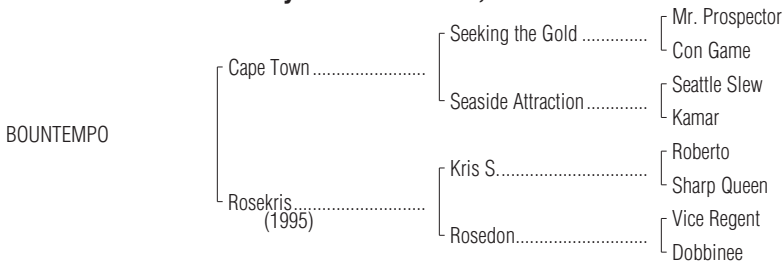 Mr. Prospector
Seeking the Gold ..............
Con Game
Cape Town ........................
Seattle Slew
Seaside Attraction .............
Kamar
BOUNTEMPO
Roberto
Kris S. ................................
Sharp Queen
Rosekris ............................
(1995)
Vice Regent
Rosedon ............................
Dobbinee